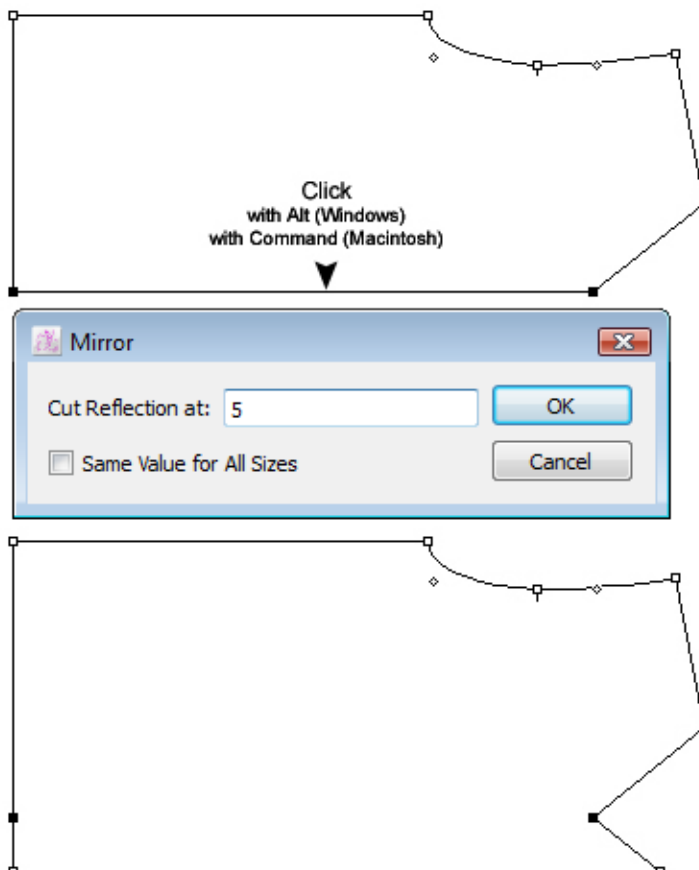 Click
with Alt (Windows)
with Command (Macintosh)
Mirror
Cut Reflection at: 5 OK
Same Value for All Sizes Cancel